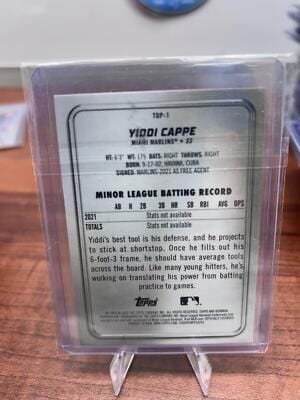 TDP-1
YIDDI CAPPE
MIAMI MARLINS • SS
HT: 6'3" WT: 175 BATS: RIGHT THROWS: RIGHT
BORN: 9-17-02, HAVANA, CUBA
SIGNED: MARLINS-2021 AS FREE AGENT
MINOR LEAGUE BATTING RECORD
AB H 2B 3B HR SB RBI AVG OPS
2021 Stats not available
TOTALS Stats not available
Yiddi's best tool is his defense, and he projects
to stick at shortstop. Once he fills out his
6-foot-3 frame, he should have average tools
across the board. Like many young hitters, he's
working on translating his power from batting
practice to games.
Topps